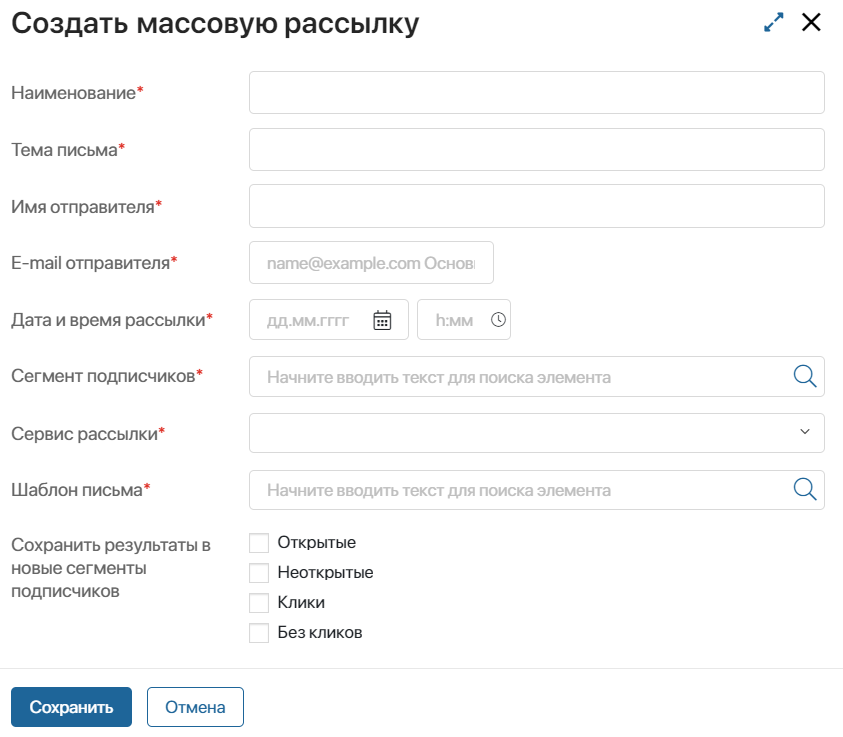 Создать массовую рассылку
Наименование*
Тема письма*
Имя отправителя*
E-mail отправителя*
name@example.com Основ
Дата и время рассылки*
дд.мм.гггг
h:мм
Сегмент подписчиков*
Начните вводить текст для поиска элемента
Сервис рассылки*
Шаблон письма*
Начните вводить текст для поиска элемента
Сохранить результаты в
новые сегменты
подписчиков
Открытые
Неоткрытые
Клики
Без кликов
Сохранить
Отмена